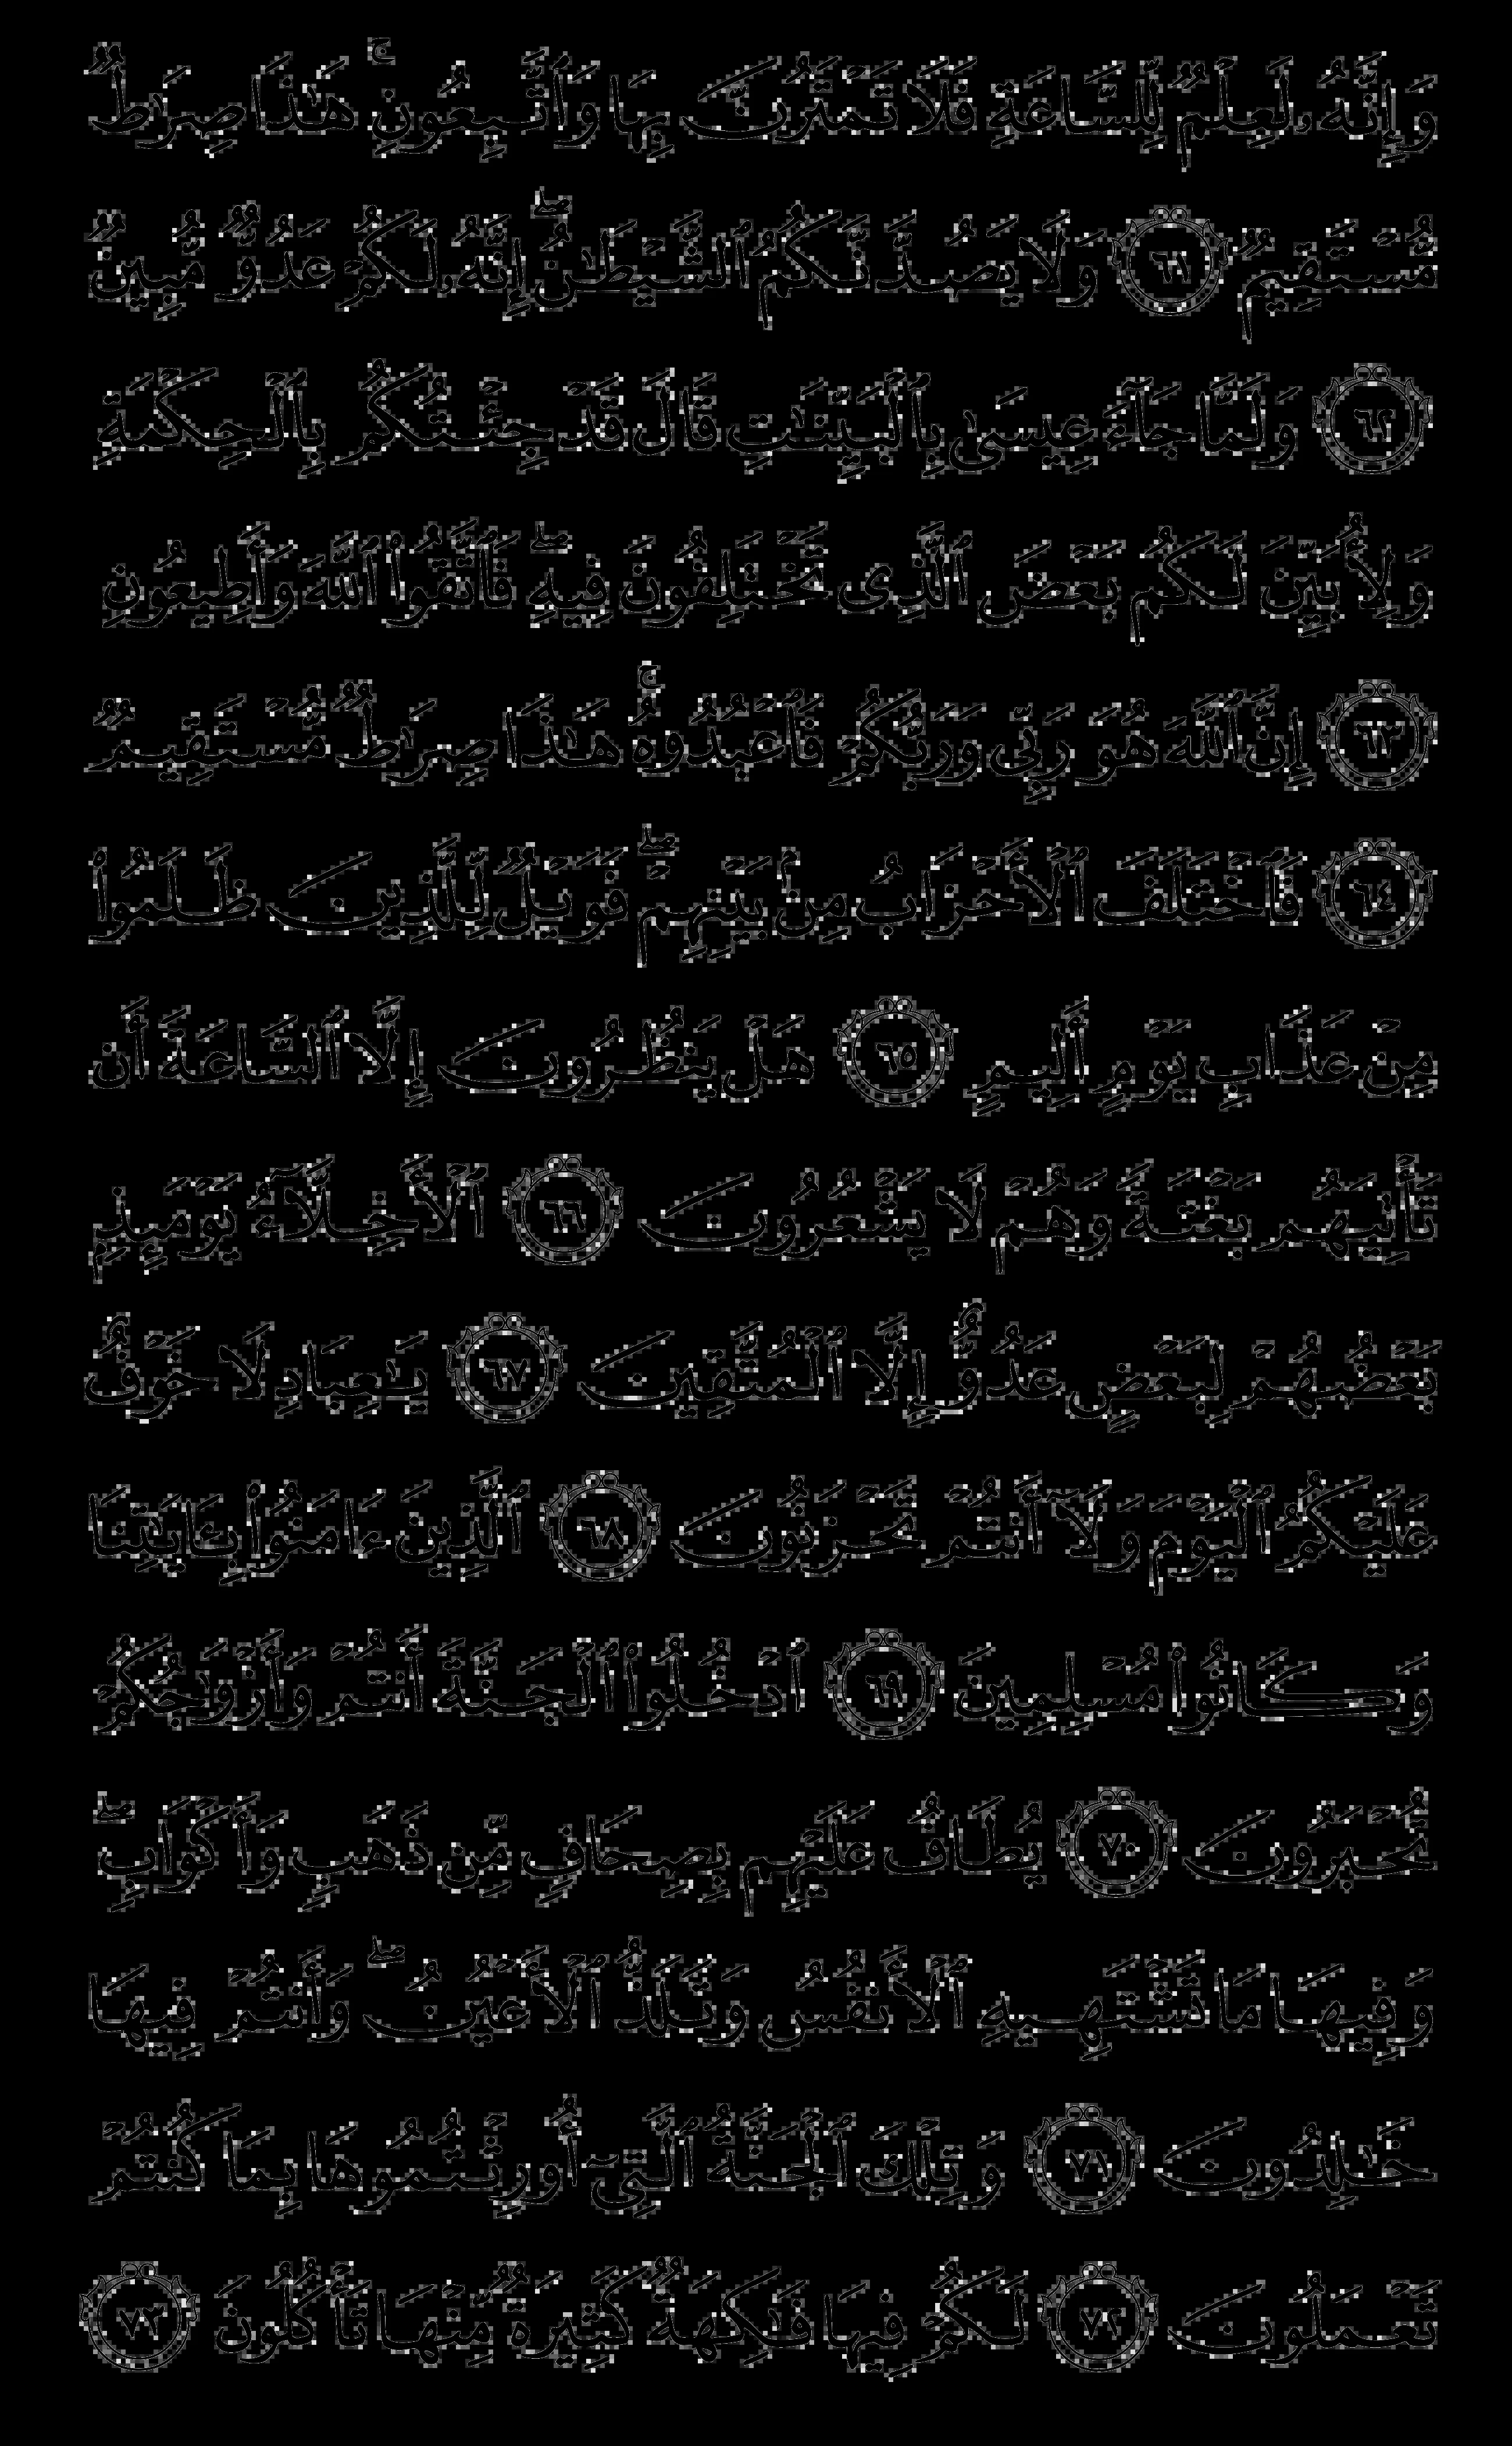 وَإِنَّهُۥ لَعِلْمٌ لِّلسَّاعَةِ فَلَا تَمْتَرُنَّ بِهَا وَٱتَّبِعُونِ ۚ هَـٰذَا صِرَٰطٌ
مُّسْتَقِيمٌ ٦١ وَلَا يَصُدَّنَّكُمُ ٱلشَّيْطَـٰنُ ۖ إِنَّهُۥ لَكُمْ عَدُوٌّ مُّبِينٌ
٦٢ وَلَمَّا جَآءَ عِيسَىٰ بِٱلْبَيِّنَـٰتِ قَالَ قَدْ جِئْتُكُم بِٱلْحِكْمَةِ
وَلِأُبَيِّنَ لَكُم بَعْضَ ٱلَّذِى تَخْتَلِفُونَ فِيهِ ۖ فَٱتَّقُوا۟ ٱللَّهَ وَأَطِيعُونِ
٦٣ إِنَّ ٱللَّهَ هُوَ رَبِّى وَرَبُّكُمْ فَٱعْبُدُوهُ ۚ هَـٰذَا صِرَٰطٌ مُّسْتَقِيمٌ
٦٤ فَٱخْتَلَفَ ٱلْأَحْزَابُ مِنۢ بَيْنِهِمْ ۖ فَوَيْلٌ لِّلَّذِينَ ظَلَمُوا۟
مِنْ عَذَابِ يَوْمٍ أَلِيمٍ ٦٥ هَلْ يَنظُرُونَ إِلَّا ٱلسَّاعَةَ أَن
تَأْتِيَهُم بَغْتَةً وَهُمْ لَا يَشْعُرُونَ ٦٦ ٱلْأَخِلَّآءُ يَوْمَئِذٍۭ
بَعْضُهُمْ لِبَعْضٍ عَدُوٌّ إِلَّا ٱلْمُتَّقِينَ ٦٧ يَـٰعِبَادِ لَا خَوْفٌ
عَلَيْكُمُ ٱلْيَوْمَ وَلَآ أَنتُمْ تَحْزَنُونَ ٦٨ ٱلَّذِينَ ءَامَنُوا۟ بِـَٔايَـٰتِنَا
وَكَانُوا۟ مُسْلِمِينَ ٦٩ ٱدْخُلُوا۟ ٱلْجَنَّةَ أَنتُمْ وَأَزْوَٰجُكُمْ
تُحْبَرُونَ ٧٠ يُطَافُ عَلَيْهِم بِصِحَافٍ مِّن ذَهَبٍ وَأَكْوَابٍ ۖ
وَفِيهَا مَا تَشْتَهِيهِ ٱلْأَنفُسُ وَتَلَذُّ ٱلْأَعْيُنُ ۖ وَأَنتُمْ فِيهَا
خَـٰلِدُونَ ٧١ وَتِلْكَ ٱلْجَنَّةُ ٱلَّتِىٓ أُورِثْتُمُوهَا بِمَا كُنتُمْ
تَعْمَلُونَ ٧٢ لَكُمْ فِيهَا فَـٰكِهَةٌ كَثِيرَةٌ مِّنْهَا تَأْكُلُونَ ٧٣